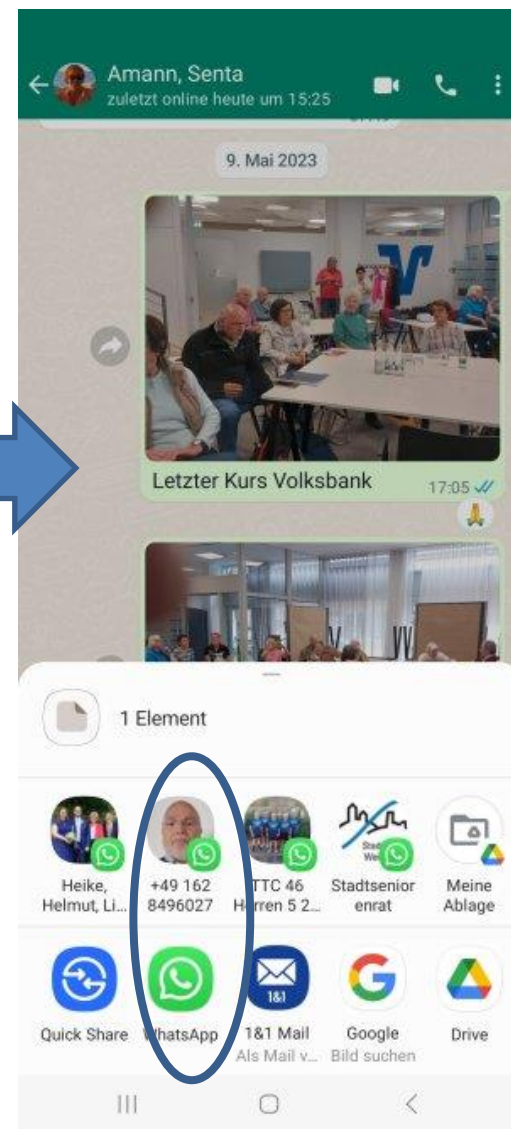 Amann, Senta
zuletzt online heute um 15:25
9. Mai 2023
Letzter Kurs Volksbank
17:05
1 Element
Heike,
Helmut, Li...
+49 162
8496027
TTC 46
Herren 5 2...
Stadtsenior
enrat
Meine
Ablage
Quick Share
WhatsApp
1&1
1&1 Mail
Als Mail v...
Google
Bild suchen
Drive